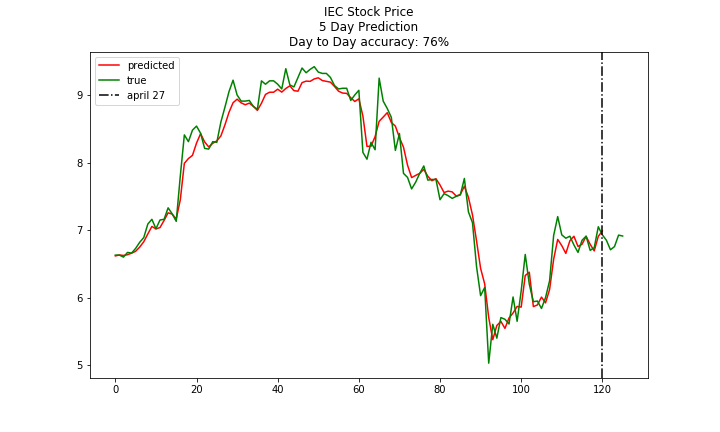 IEC Stock Price
5 Day Prediction
Day to Day accuracy: 76%
predicted
true
april 27
9
8
7
6
5
0 20 40 60 80 100 120